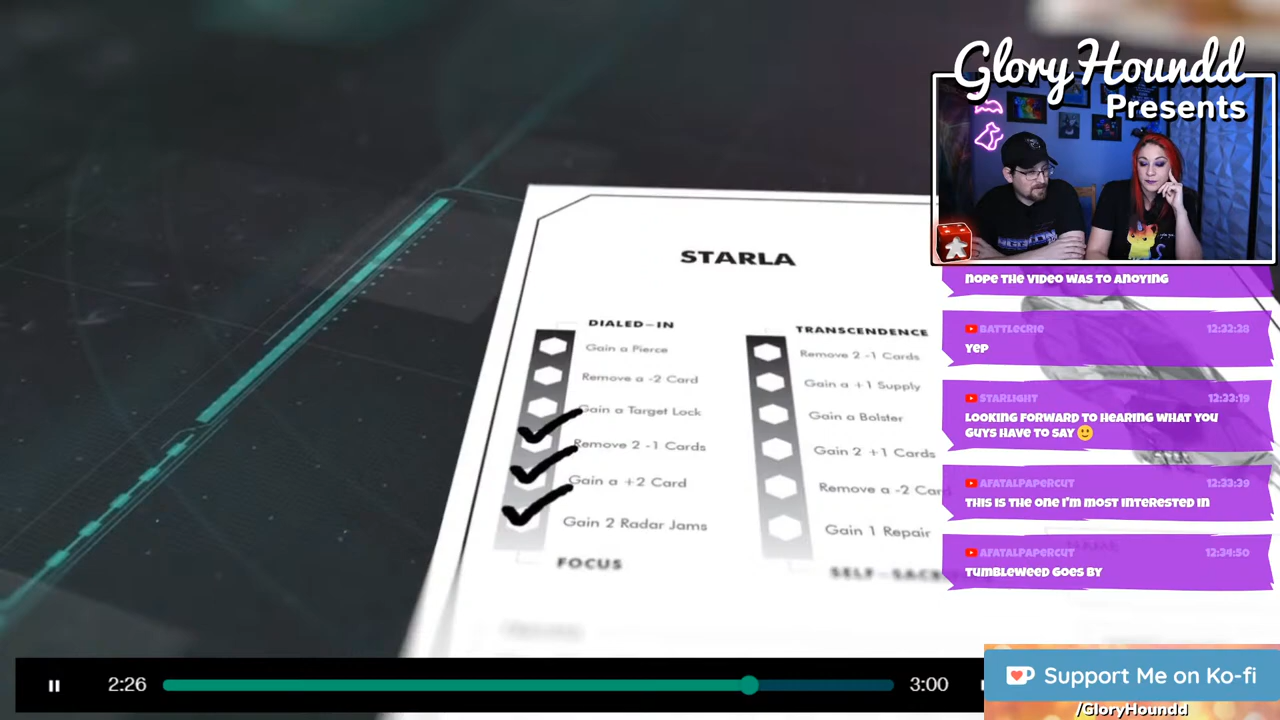 GloryHoundd
Presents
STARLA
DIALED-IN
Gain a Pierce
Remove a -2 Card
Gain a Target Lock
Remove 2 -1 Cards
Gain a +2 Card
Gain 2 Radar Jams
FOCUS
TRANSCENDENCE
Remove 2 -1 Cards
Gain a +1 Supply
Gain a Bolster
Gain 2 +1 Cards
Remove a -2 Card
Gain 1 Repair
NOPE THE VIDEO WAS TO ANOYING
BATTLECRIE 12:32:28
YEP
STARLIGHT 12:33:19
LOOKING FORWARD TO HEARING WHAT YOU
GUYS HAVE TO SAY 🙂
AFATALPAPERCUT 12:33:39
THIS IS THE ONE I'M MOST INTERESTED IN
AFATALPAPERCUT 12:34:50
TUMBLEWEED GOES BY
2:26
3:00
Support Me on Ko-fi
/GloryHoundd